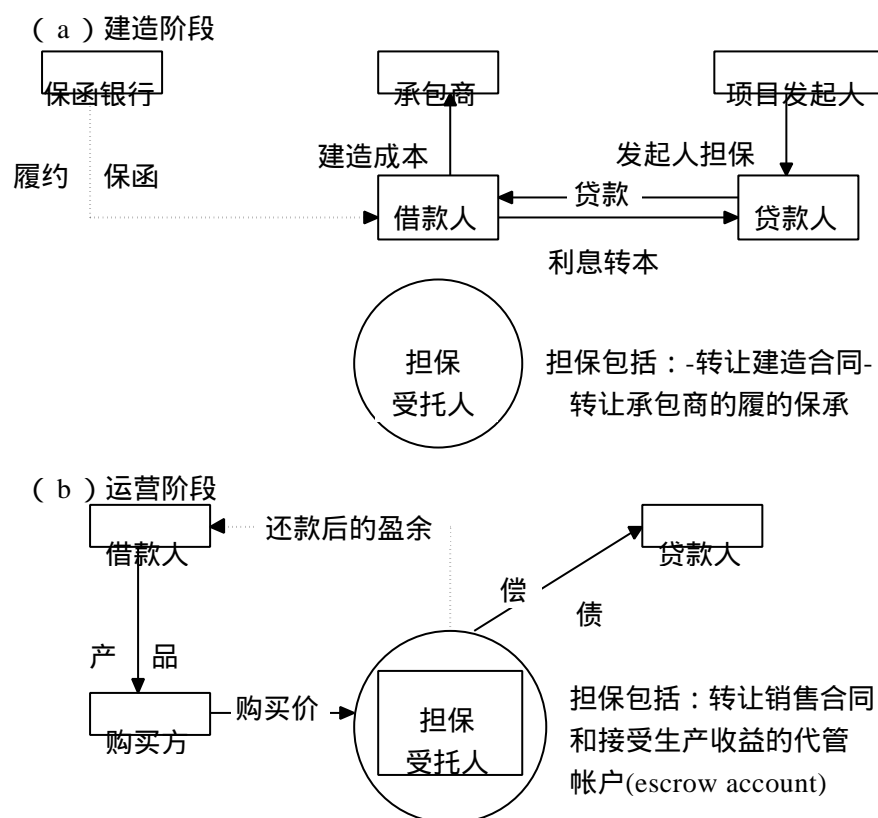 （a）建造阶段
保函银行 承包商 项目发起人
建造成本 发起人担保
履约 保函
贷款
借款人 贷款人
利息转本
担保
受托人
担保包括：-转让建造合同-
转让承包商的履的保承
（b）运营阶段
还款后的盈余
借款人 贷款人
偿
债
产 品
购买价
购买方
担保
受托人
担保包括：转让销售合同
和接受生产收益的代管
帐户(escrow account)